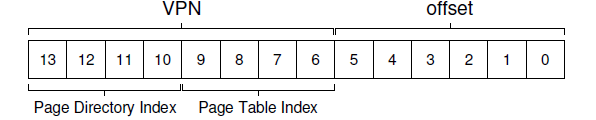 VPN offset
13 12 11 10 9 8 7 6 5 4 3 2 1 0
Page Directory Index Page Table Index